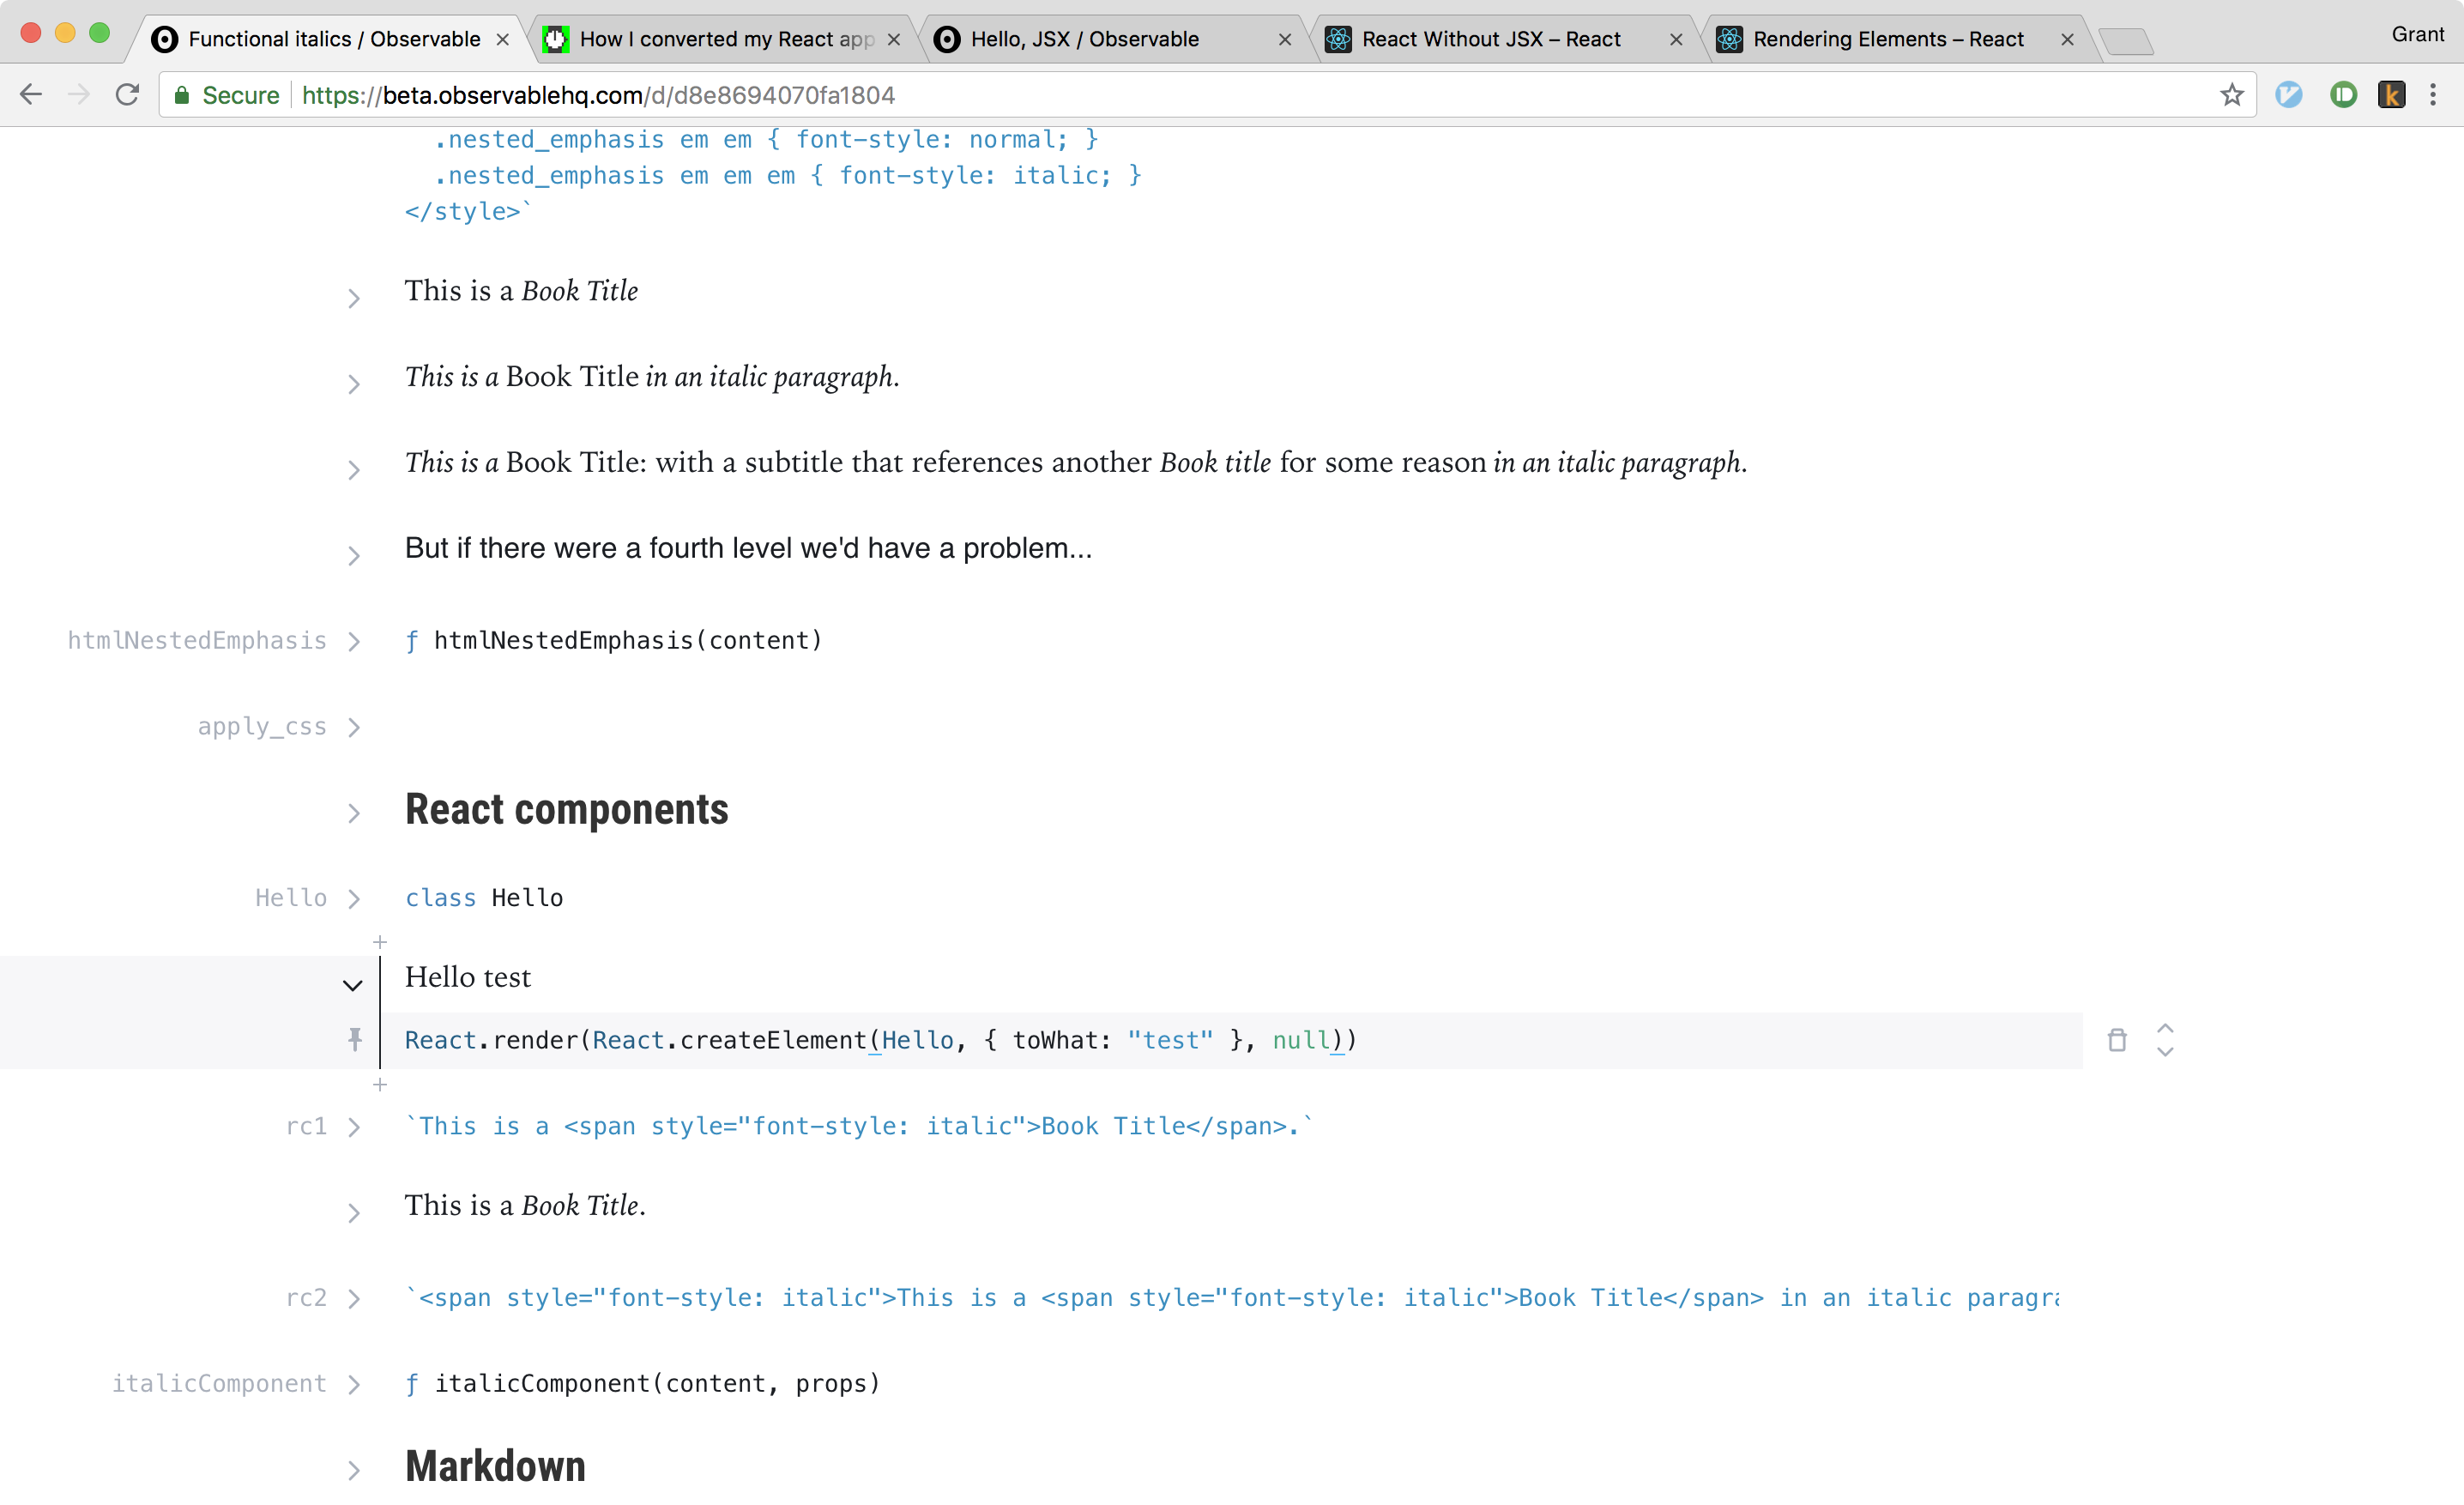 Functional italics / Observable
How I converted my React app
Hello, JSX / Observable
React Without JSX – React
Rendering Elements – React
Grant
Secure
https://beta.observablehq.com/d/d8e8694070fa1804
.nested_emphasis em em { font-style: normal; }
.nested_emphasis em em em { font-style: italic; }
</style>`
This is a Book Title
This is a Book Title in an italic paragraph.
This is a Book Title: with a subtitle that references another Book title for some reason in an italic paragraph.
But if there were a fourth level we'd have a problem...
htmlNestedEmphasis
ƒ htmlNestedEmphasis(content)
apply_css
React components
Hello
class Hello
Hello test
React.render(React.createElement(Hello, { toWhat: "test" }, null))
rc1
`This is a <span style="font-style: italic">Book Title</span>.`
This is a Book Title.
rc2
`<span style="font-style: italic">This is a <span style="font-style: italic">Book Title</span> in an italic paragra
italicComponent
ƒ italicComponent(content, props)
Markdown